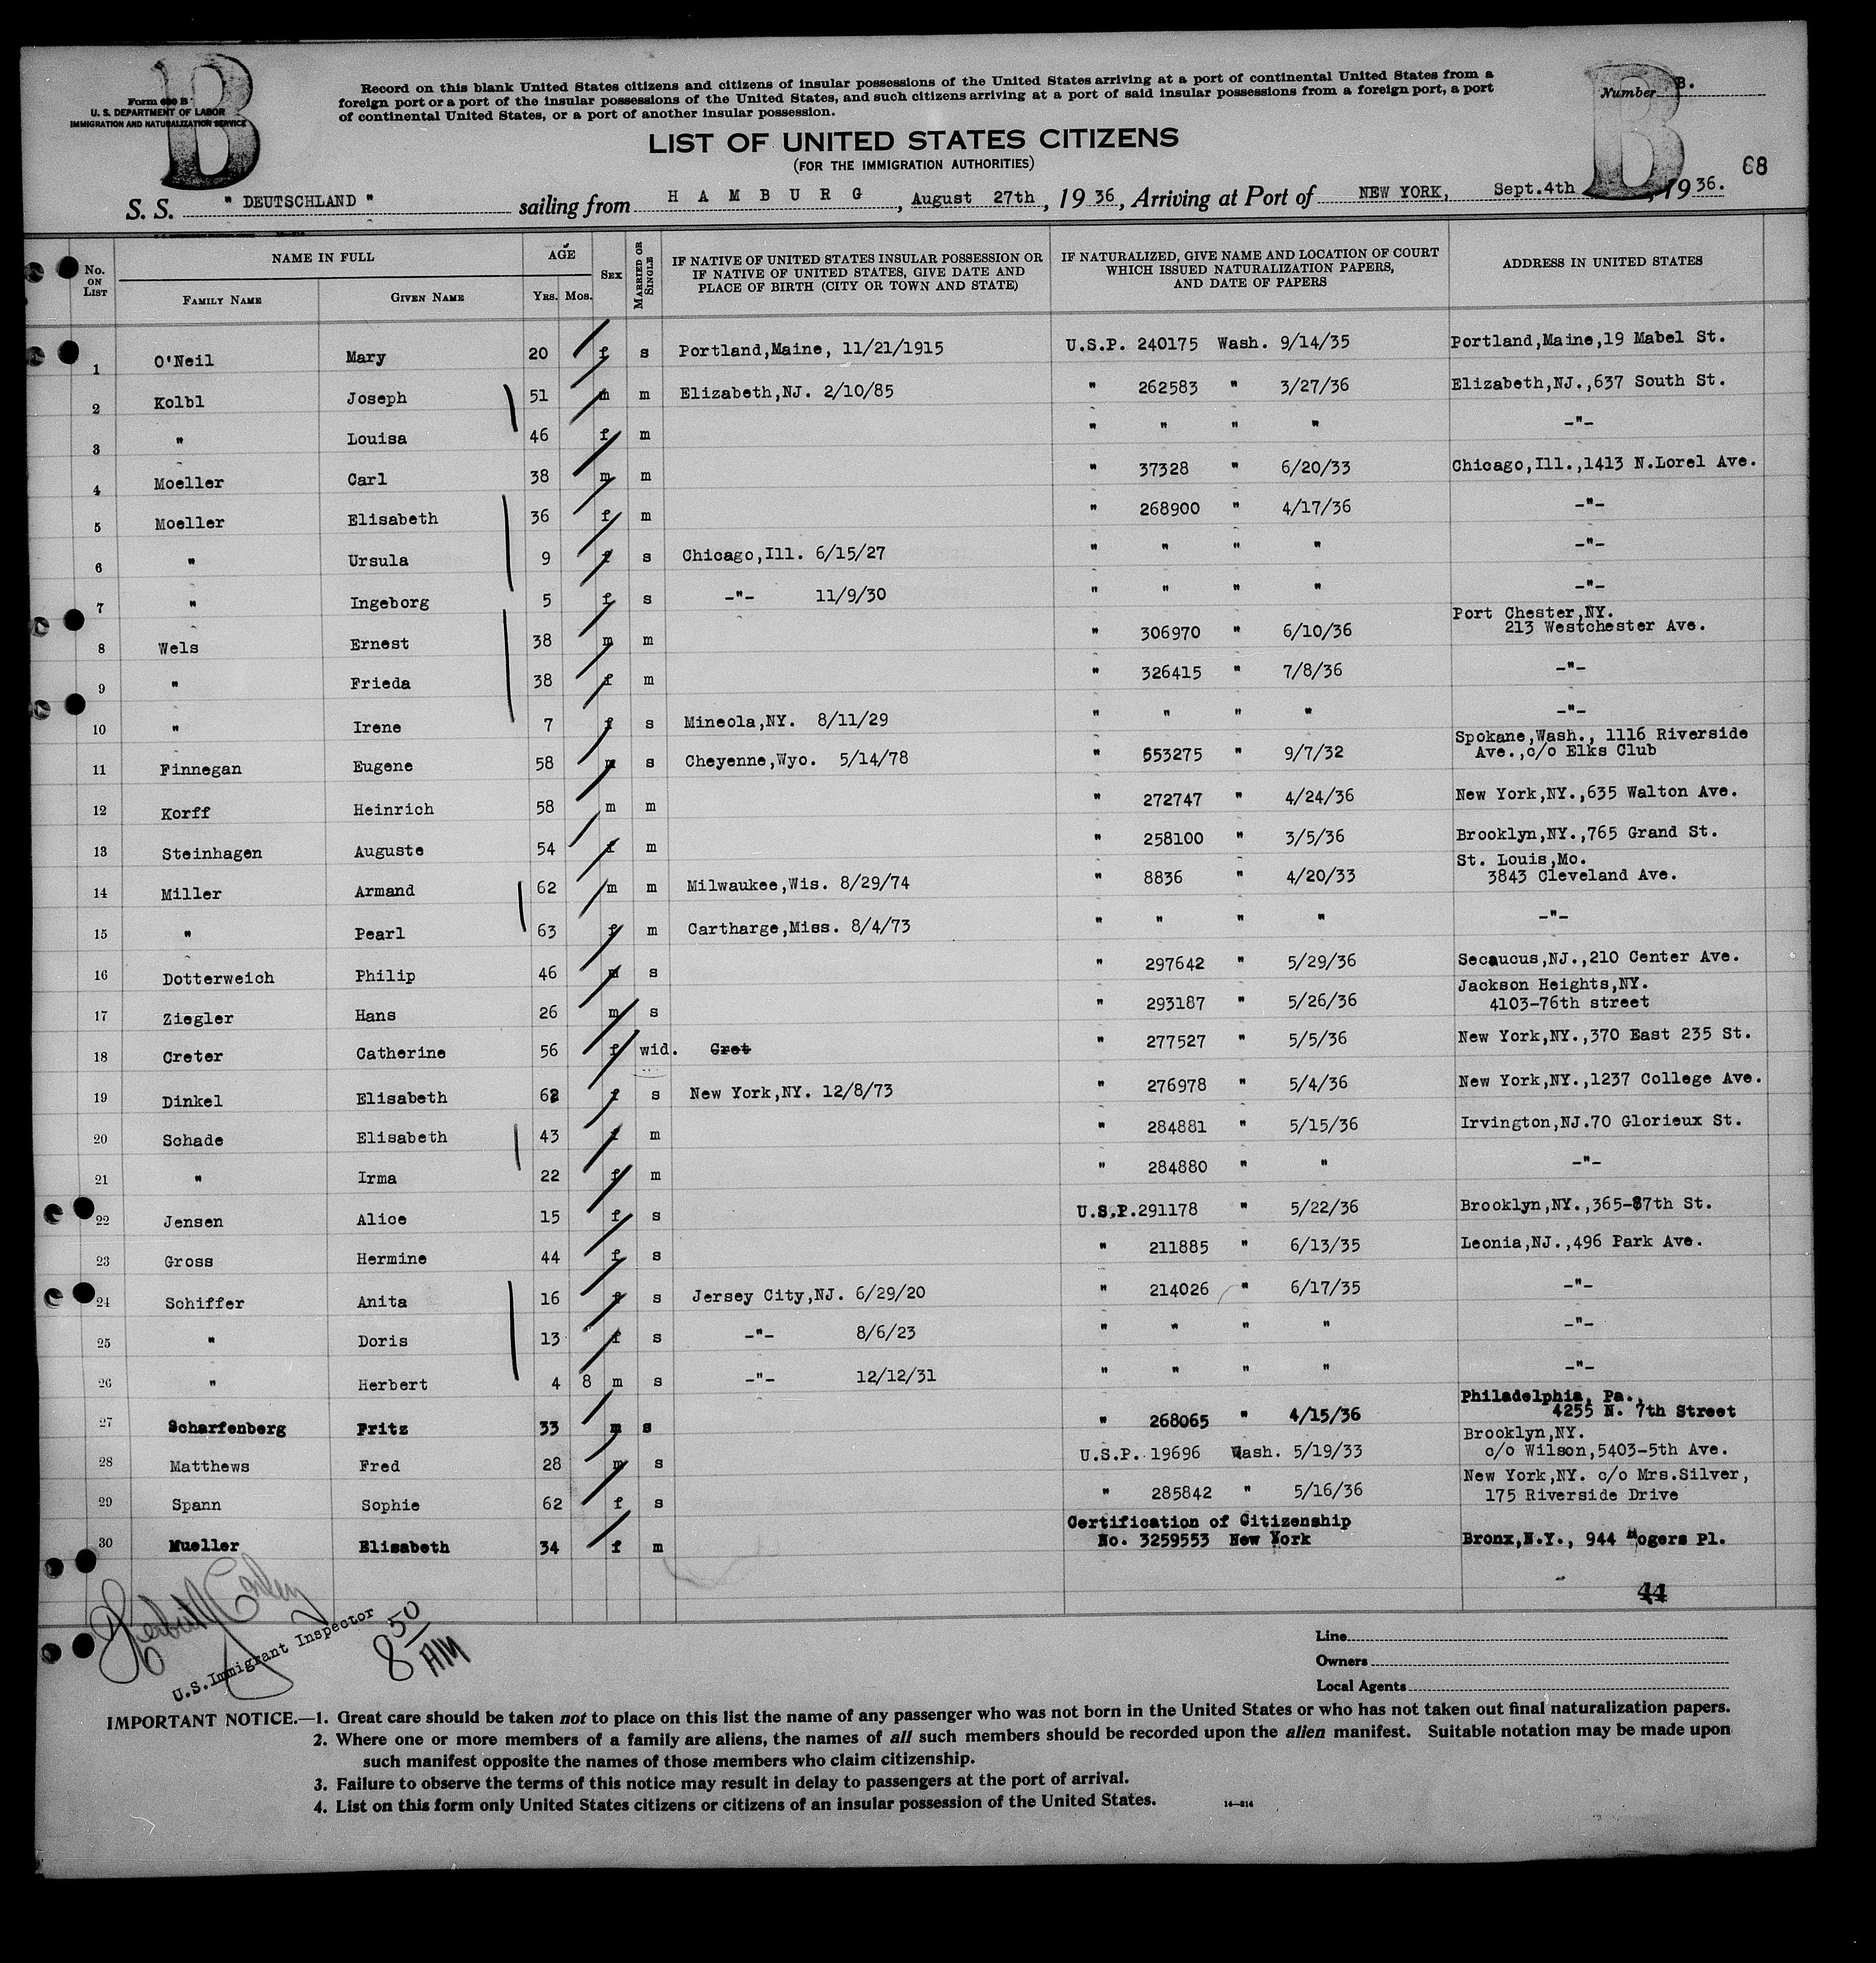 B
Form 630 B
U. S. DEPARTMENT OF LABOR
IMMIGRATION AND NATURALIZATION SERVICE
Record on this blank United States citizens and citizens of insular possessions of the United States arriving at a port of continental United States from a
foreign port or a port of the insular possessions of the United States, and such citizens arriving at a port of said insular possessions from a foreign port, a port
of continental United States, or a port of another insular possession.
B
Number B.
LIST OF UNITED STATES CITIZENS
(FOR THE IMMIGRATION AUTHORITIES)
68
S. S. " DEUTSCHLAND " sailing from H A M B U R G, August 27th, 19 36, Arriving at Port of NEW YORK, Sept.4th, 1936.
No. ON LIST NAME IN FULL FAMILY NAME GIVEN NAME AGE YRS. MOS. SEX MARRIED OR SINGLE IF NATIVE OF UNITED STATES INSULAR POSSESSION OR IF NATIVE OF UNITED STATES, GIVE DATE AND PLACE OF BIRTH (CITY OR TOWN AND STATE) IF NATURALIZED, GIVE NAME AND LOCATION OF COURT WHICH ISSUED NATURALIZATION PAPERS, AND DATE OF PAPERS ADDRESS IN UNITED STATES
1 O'Neil Mary 20 f s Portland,Maine, 11/21/1915 U.S.P. 240175 Wash. 9/14/35 Portland,Maine,19 Mabel St.
2 Kolbl Joseph 51 m m Elizabeth,NJ. 2/10/85 " 262583 " 3/27/36 Elizabeth,NJ.,637 South St.
3 " Louisa 46 f m " " " " -"-
4 Moeller Carl 38 m m " 37328 " 6/20/33 Chicago,Ill.,1413 N.Lorel Ave.
5 Moeller Elisabeth 36 f m " 268900 " 4/17/36 -"-
6 " Ursula 9 f s Chicago,Ill. 6/15/27 " " " " -"-
7 " Ingeborg 5 f s -"- 11/9/30 " " " " -"-
8 Wels Ernest 38 m m " 306970 " 6/10/36 Port Chester,NY.
213 Westchester Ave.
9 " Frieda 38 f m " 326415 " 7/8/36 -"-
10 " Irene 7 f s Mineola,NY. 8/11/29 " " " " -"-
11 Finnegan Eugene 58 m s Cheyenne,Wyo. 5/14/78 " 553275 " 9/7/32 Spokane,Wash., 1116 Riverside
Ave.,c/o Elks Club
12 Korff Heinrich 58 m m " 272747 " 4/24/36 New York,NY.,635 Walton Ave.
13 Steinhagen Auguste 54 f m " 258100 " 3/5/36 Brooklyn,NY.,765 Grand St.
14 Miller Armand 62 m m Milwaukee,Wis. 8/29/74 " 8836 " 4/20/33 St. Louis,Mo.
3843 Cleveland Ave.
15 " Pearl 63 f m Cartharge,Miss. 8/4/73 " " " " -"-
16 Dotterweich Philip 46 m s " 297642 " 5/29/36 Secaucus,NJ.,210 Center Ave.
17 Ziegler Hans 26 m s " 293187 " 5/26/36 Jackson Heights,NY.
4103-76th street
18 Creter Catherine 56 f wid. Gret " 277527 " 5/5/36 New York,NY.,370 East 235 St.
19 Dinkel Elisabeth 62 f s New York,NY. 12/8/73 " 276978 " 5/4/36 New York,NY.,1237 College Ave.
20 Schade Elisabeth 43 f m " 284881 " 5/15/36 Irvington,NJ.70 Glorieux St.
21 " Irma 22 f m " 284880 " " -"-
22 Jensen Alice 15 f s U.S.P.291178 " 5/22/36 Brooklyn,NY.,365-87th St.
23 Gross Hermine 44 f s " 211885 " 6/13/35 Leonia,NJ.,496 Park Ave.
24 Schiffer Anita 16 f s Jersey City,NJ. 6/29/20 " 214026 " 6/17/35 -"-
25 " Doris 13 f s -"- 8/6/23 " " " " -"-
26 " Herbert 4 8 m s -"- 12/12/31 " " " " -"-
27 Scharfenberg Fritz 33 m s " 268065 " 4/15/36 Philadelphia, Pa.,
4255 N. 7th Street
28 Matthews Fred 28 m s U.S.P. 19696 Wash. 5/19/33 Brooklyn,NY.
c/o Wilson,5403-5th Ave.
29 Spann Sophie 62 f s " 285842 " 5/16/36 New York,NY. c/o Mrs.Silver,
175 Riverside Drive
30 Mueller Elisabeth 34 f m Certification of Citizenship
No. 3259553 New York Bronx,N.Y., 944 Rogers Pl.
44
U.S.Immigrant Inspector
8 50 AM
Line
Owners
Local Agents
IMPORTANT NOTICE.—1. Great care should be taken not to place on this list the name of any passenger who was not born in the United States or who has not taken out final naturalization papers.
2. Where one or more members of a family are aliens, the names of all such members should be recorded upon the alien manifest. Suitable notation may be made upon
such manifest opposite the names of those members who claim citizenship.
3. Failure to observe the terms of this notice may result in delay to passengers at the port of arrival.
4. List on this form only United States citizens or citizens of an insular possession of the United States.
14—814